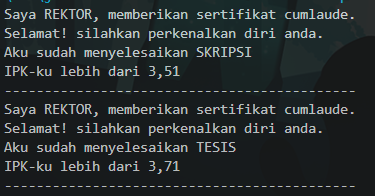 Saya REKTOR, memberikan sertifikat cumlaude.
Selamat! silahkan perkenalkan diri anda.
Aku sudah menyelesaikan SKRIPSI
IPK-ku lebih dari 3,51
--------------------------------------------
Saya REKTOR, memberikan sertifikat cumlaude.
Selamat! silahkan perkenalkan diri anda.
Aku sudah menyelesaikan TESIS
IPK-ku lebih dari 3,71
--------------------------------------------